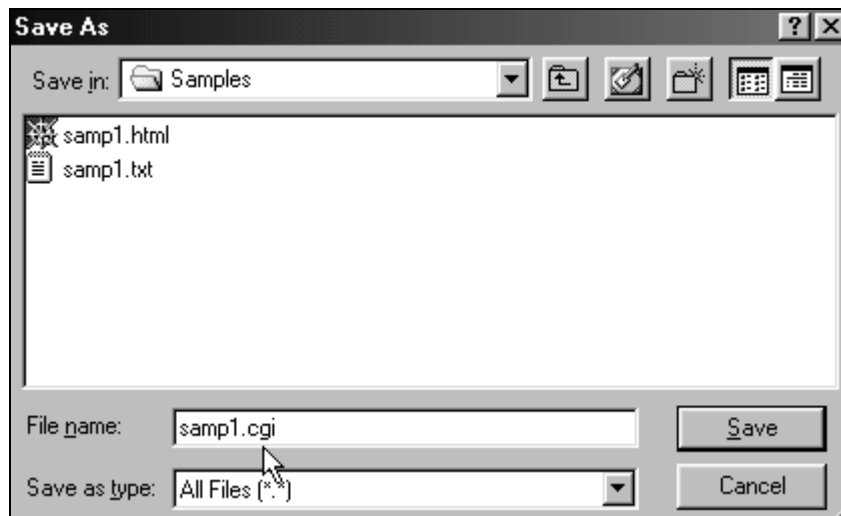 Save As
Save in: Samples
samp1.html
samp1.txt
File name: samp1.cgi Save
Save as type: All Files (*.*) Cancel